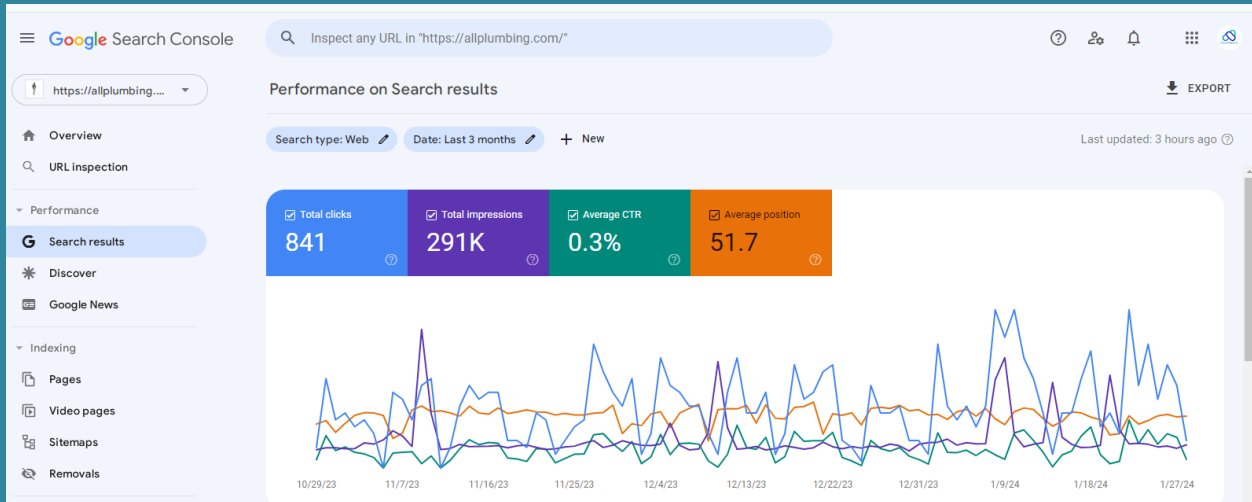 Google Search Console
Inspect any URL in "https://allplumbing.com/"
https://allplumbing....
Performance on Search results
EXPORT
Search type: Web
Date: Last 3 months
New
Last updated: 3 hours ago
Overview
URL inspection
Performance
Search results
Discover
Google News
Indexing
Pages
Video pages
Sitemaps
Removals
Total clicks
841
Total impressions
291K
Average CTR
0.3%
Average position
51.7
10/29/23 11/7/23 11/16/23 11/25/23 12/4/23 12/13/23 12/22/23 12/31/23 1/9/24 1/18/24 1/27/24